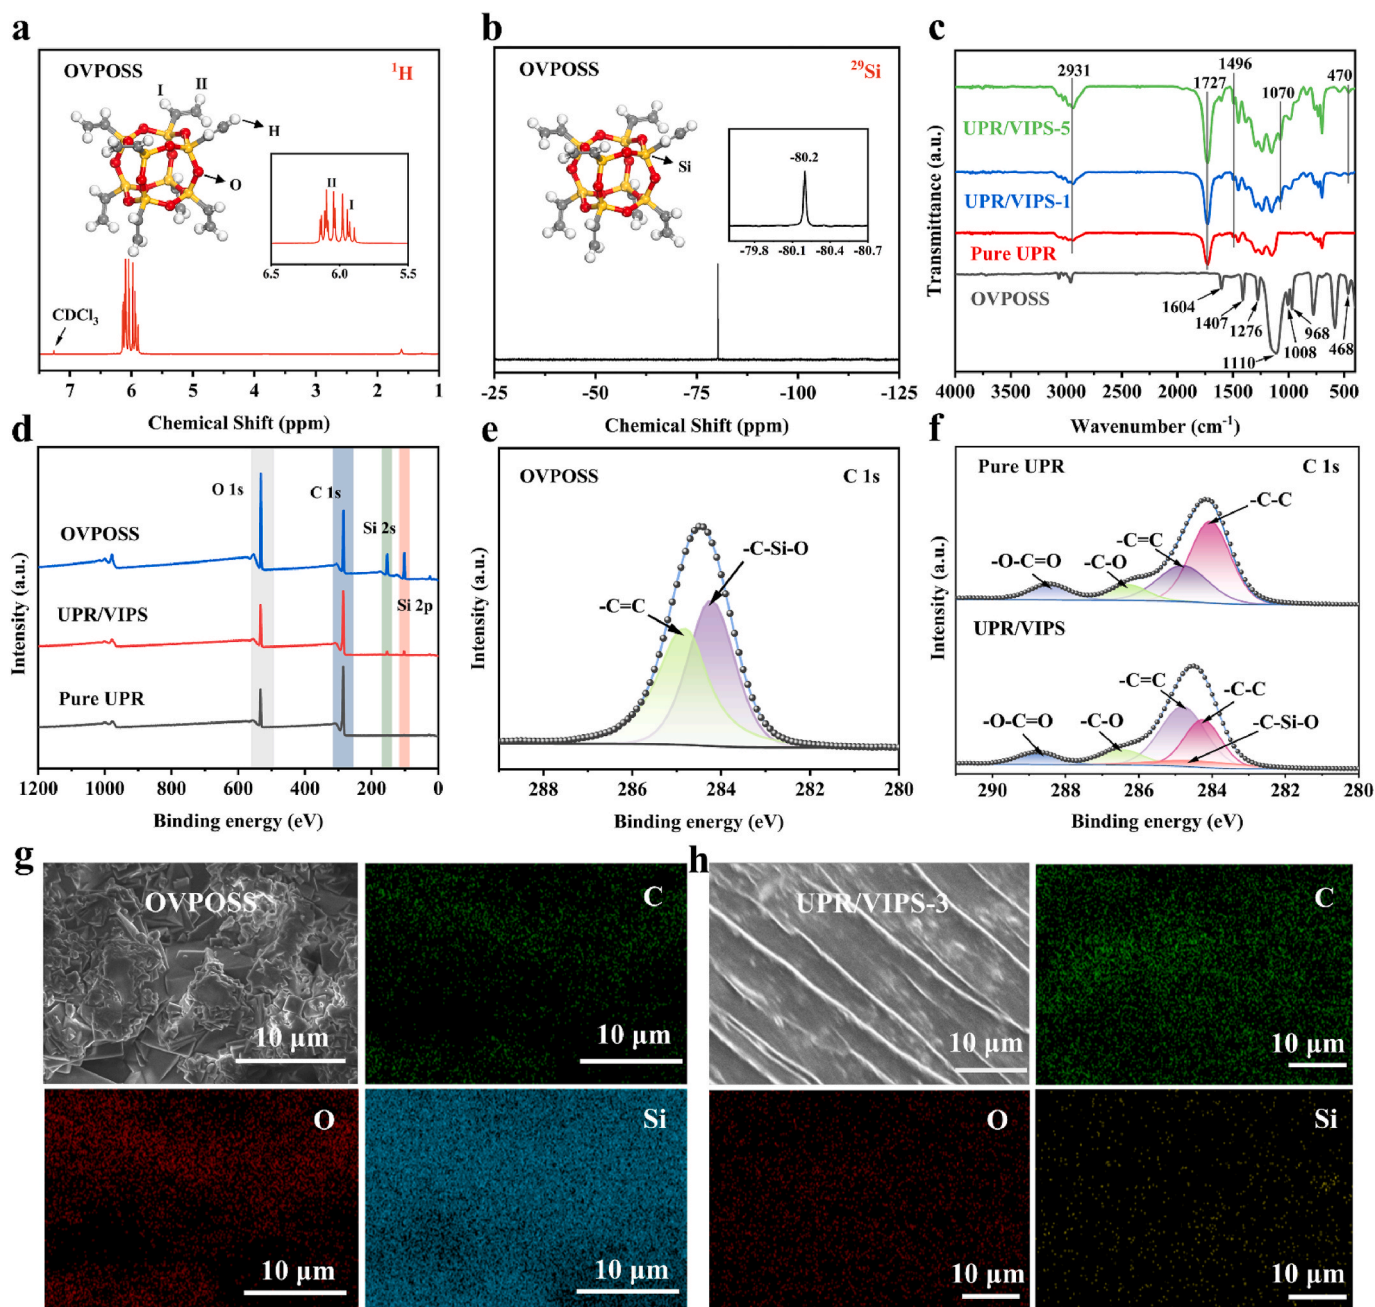 a
OVPOSS
¹H
I
II
H
O
II
I
6.5 6.0 5.5
CDCl₃
7 6 5 4 3 2 1
Chemical Shift (ppm)
b
OVPOSS
²⁹Si
Si
-80.2
-79.8 -80.1 -80.4 -80.7
-25 -50 -75 -100 -125
Chemical Shift (ppm)
c
2931
1727
1496
1070
470
UPR/VIPS-5
UPR/VIPS-1
Pure UPR
OVPOSS
1604
1407
1276
1110
1008
968
468
Transmittance (a.u.)
4000 3500 3000 2500 2000 1500 1000 500
Wavenumber (cm⁻¹)
d
O 1s
C 1s
Si 2s
Si 2p
OVPOSS
UPR/VIPS
Pure UPR
Intensity (a.u.)
1200 1000 800 600 400 200 0
Binding energy (eV)
e
OVPOSS
C 1s
-C-Si-O
-C=C
Intensity (a.u.)
288 286 284 282 280
Binding energy (eV)
f
Pure UPR
C 1s
-C-C
-C=C
-C-O
-O-C=O
UPR/VIPS
-C=C
-C-C
-O-C=O
-C-O
-C-Si-O
Intensity (a.u.)
290 288 286 284 282 280
Binding energy (eV)
g
OVPOSS
10 μm
C
10 μm
O
10 μm
Si
10 μm
h
UPR/VIPS-3
10 μm
C
10 μm
O
10 μm
Si
10 μm